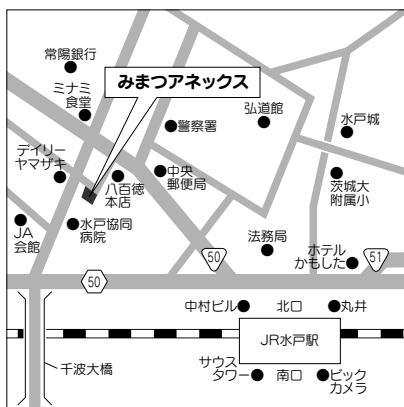 常陽銀行
みまつアネックス
ミナミ
食堂
警察署
弘道館
水戸城
デイリー
ヤマザキ
八百徳
本店
中央
郵便局
茨城大
附属小
JA
会館
水戸協同
病院
法務局
ホテル
かもした
50
51
50
中村ビル
北口
丸井
JR水戸駅
千波大橋
サウス
タワー
南口
ビック
カメラ